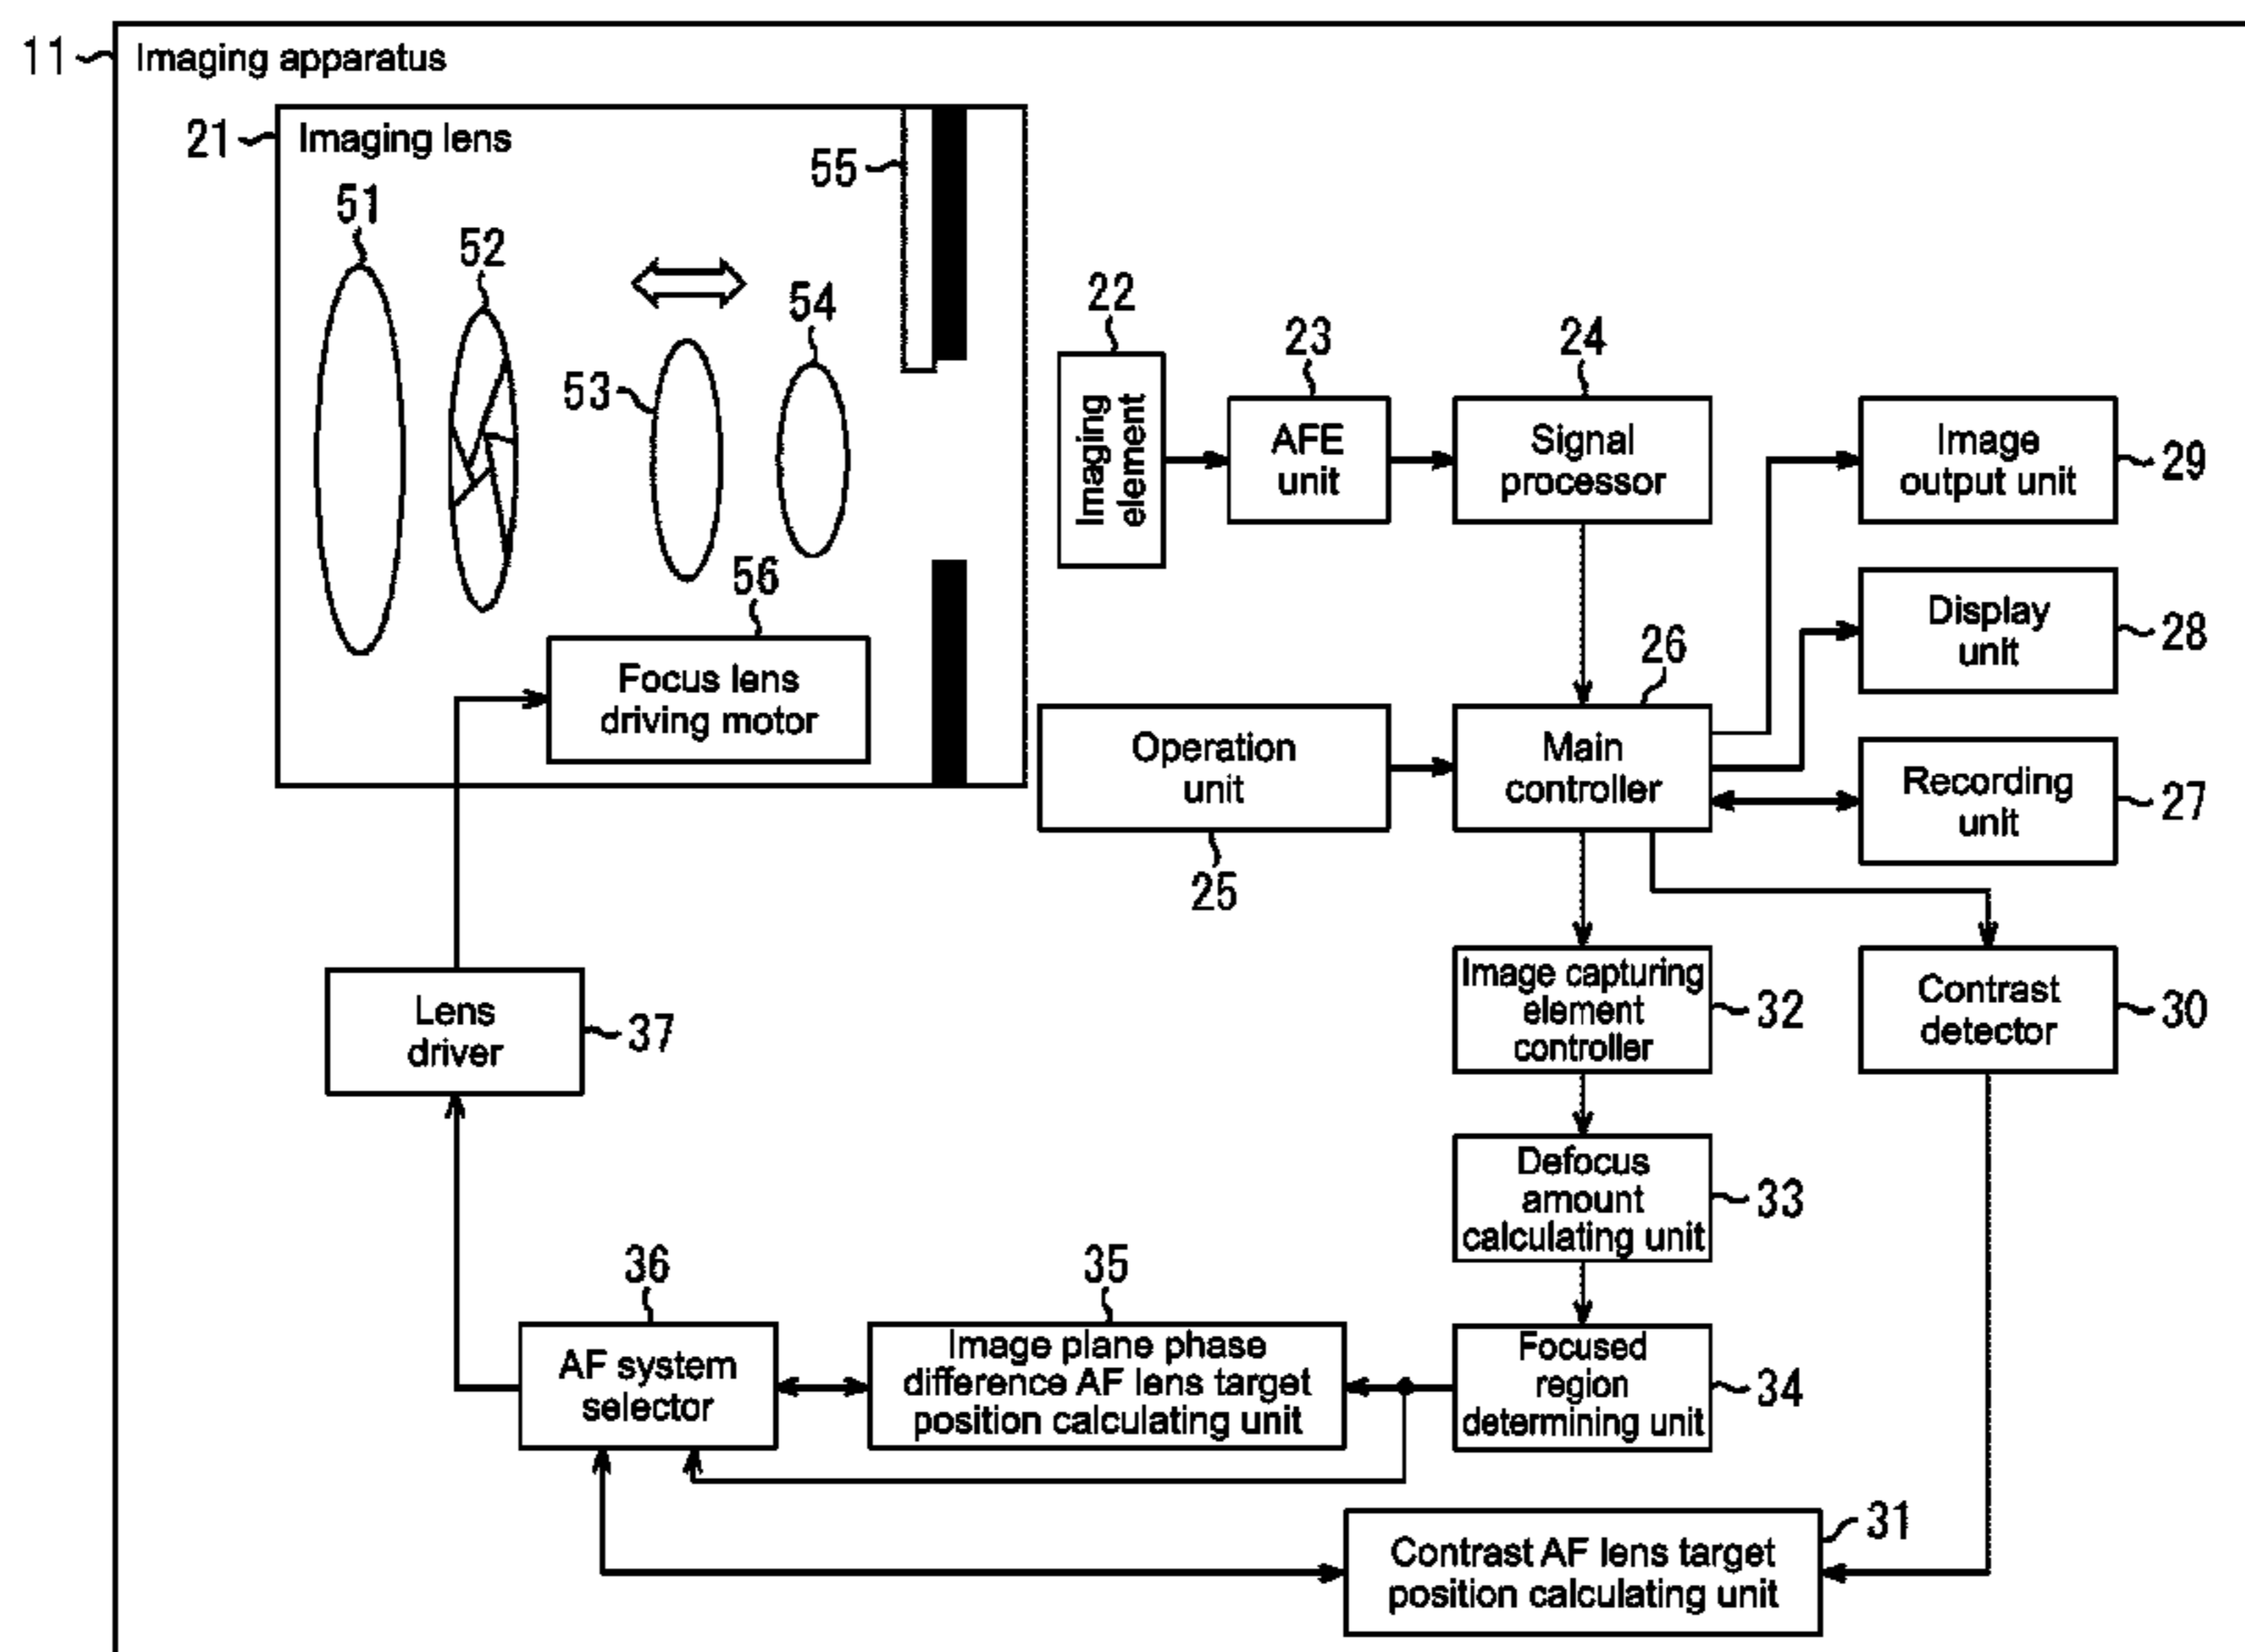 11
Imaging apparatus
21
Imaging lens
55
51
52
54
53
22
23
24
56
Imaging
element
AFE
unit
Signal
processor
Image
output unit
29
Display
unit
28
26
Focus lens
driving motor
Operation
unit
25
Main
controller
Recording
unit
27
Lens
driver
37
Image capturing
element
controller
32
Contrast
detector
30
Defocus
amount
calculating unit
33
36
35
AF system
selector
Image plane phase
difference AF lens target
position calculating unit
Focused
region
determining unit
34
31
Contrast AF lens target
position calculating unit